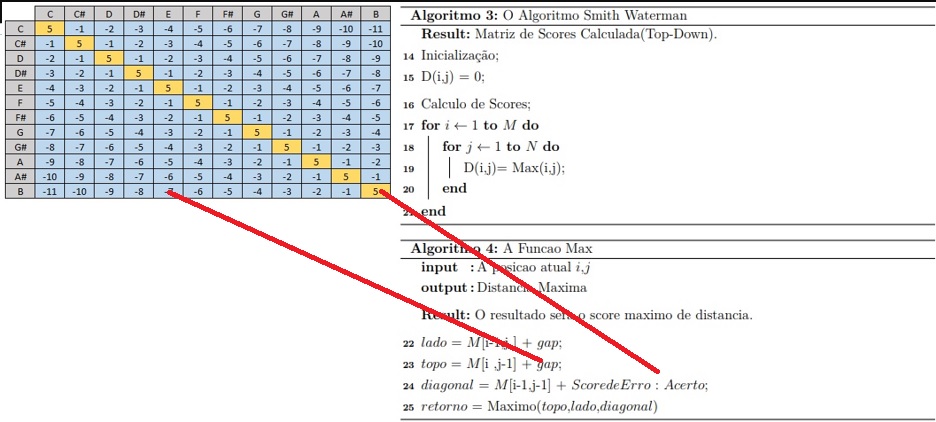 C C# D D# E F F# G G# A A# B
C 5 -1 -2 -3 -4 -5 -6 -7 -8 -9 -10 -11
C# -1 5 -1 -2 -3 -4 -5 -6 -7 -8 -9 -10
D -2 -1 5 -1 -2 -3 -4 -5 -6 -7 -8 -9
D# -3 -2 -1 5 -1 -2 -3 -4 -5 -6 -7 -8
E -4 -3 -2 -1 5 -1 -2 -3 -4 -5 -6 -7
F -5 -4 -3 -2 -1 5 -1 -2 -3 -4 -5 -6
F# -6 -5 -4 -3 -2 -1 5 -1 -2 -3 -4 -5
G -7 -6 -5 -4 -3 -2 -1 5 -1 -2 -3 -4
G# -8 -7 -6 -5 -4 -3 -2 -1 5 -1 -2 -3
A -9 -8 -7 -6 -5 -4 -3 -2 -1 5 -1 -2
A# -10 -9 -8 -7 -6 -5 -4 -3 -2 -1 5 -1
B -11 -10 -9 -8 -7 -6 -5 -4 -3 -2 -1 5
Algoritmo 3: O Algoritmo Smith Waterman
Result: Matriz de Scores Calculada(Top-Down).
14 Inicialização;
15 D(i,j) = 0;
16 Calculo de Scores;
17 for i ← 1 to M do
18 for j ← 1 to N do
19 D(i,j)= Max(i,j);
20 end
21 end
Algoritmo 4: A Funcao Max
input : A posicao atual i,j
output : Distancia Maxima
Result: O resultado sera o score maximo de distancia.
22 lado = M[i-1,j,] + gap;
23 topo = M[i ,j-1] + gap;
24 diagonal = M[i-1,j-1] + ScoredeErro : Acerto;
25 retorno = Maximo(topo,lado,diagonal)